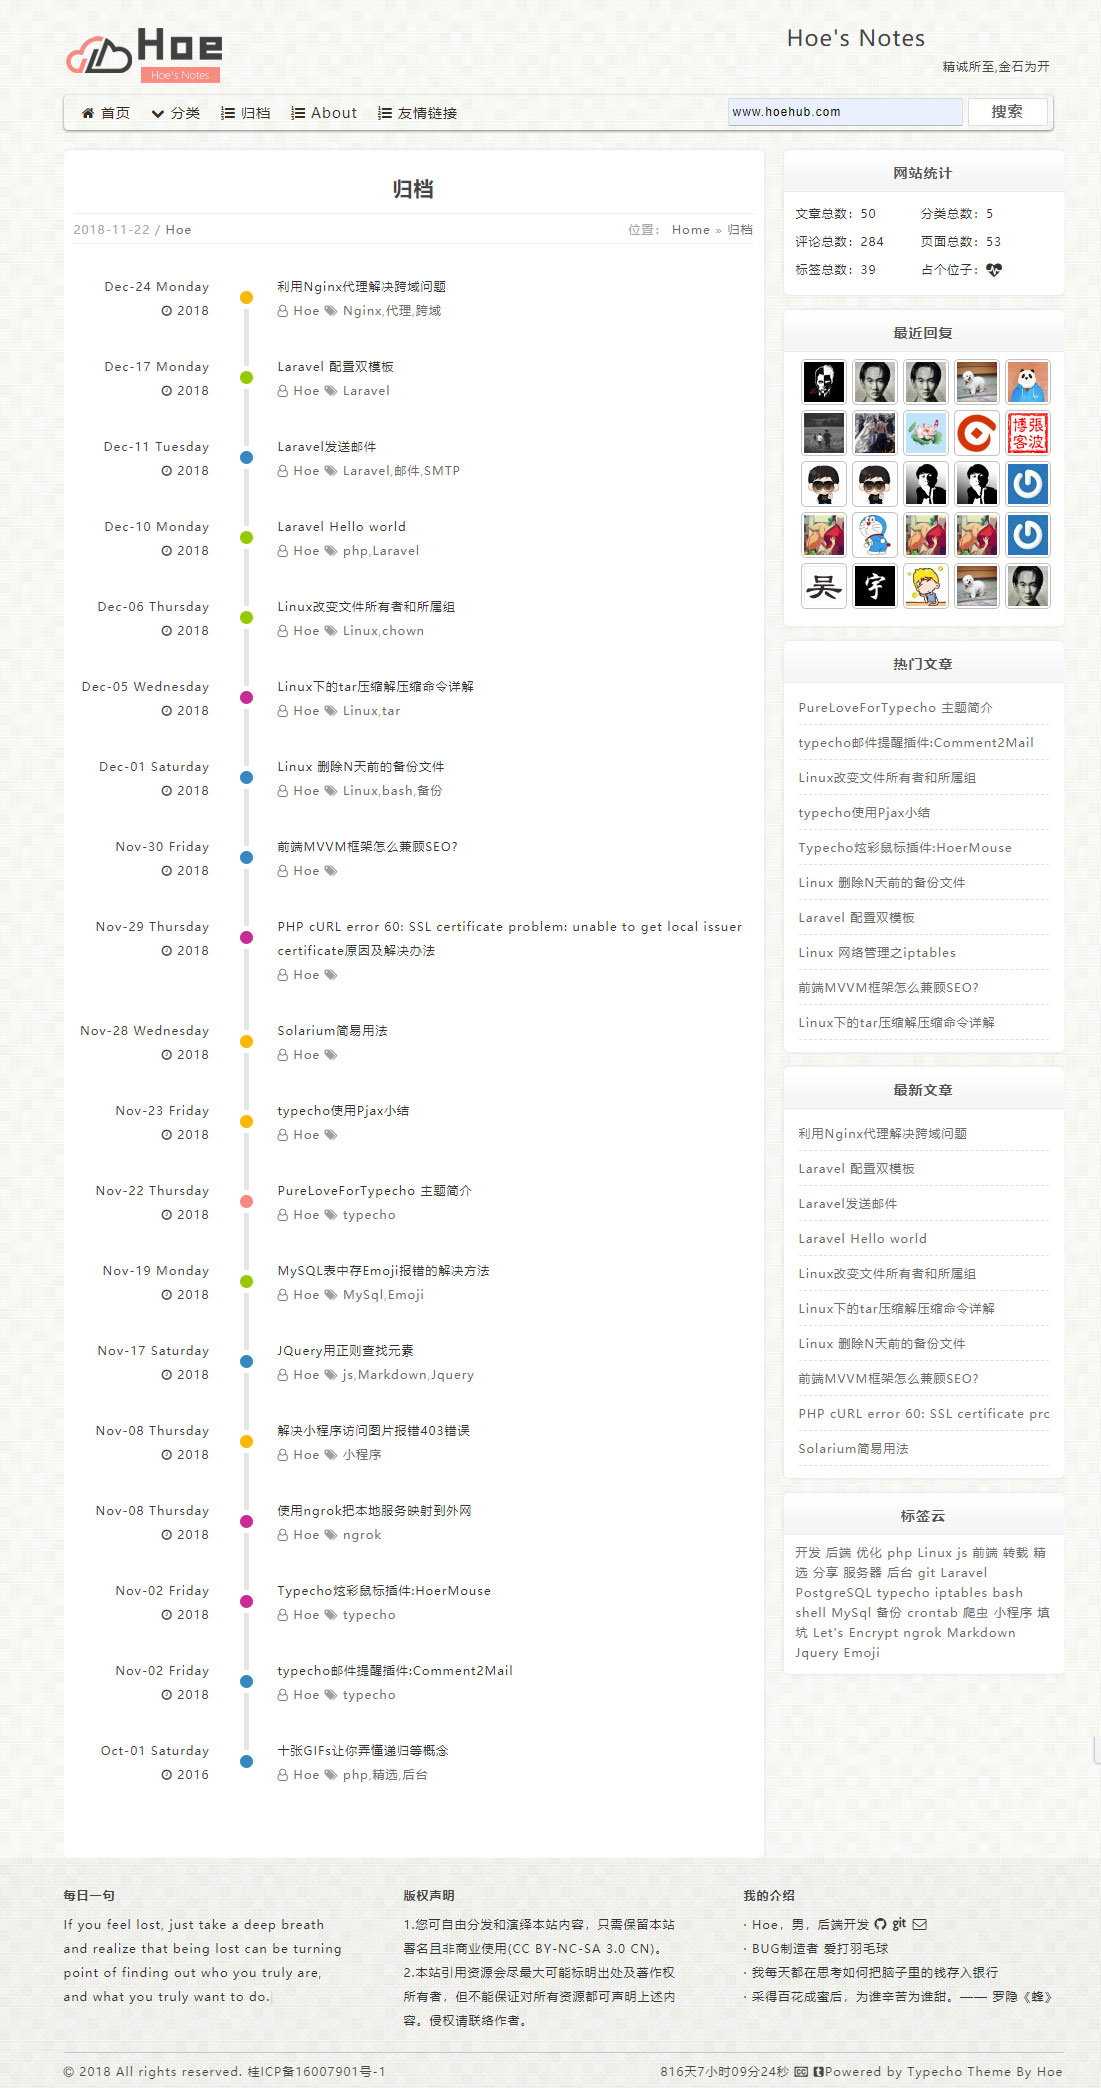 Hoe
Hoe's Notes
Hoe's Notes
精诚所至,金石为开
首页 分类 归档 About 友情链接
www.hoehub.com 搜索
归档
2018-11-22 / Hoe 位置： Home » 归档
Dec-24 Monday 利用Nginx代理解决跨域问题
2018 Hoe Nginx,代理,跨域
Dec-17 Monday Laravel 配置双模板
2018 Hoe Laravel
Dec-11 Tuesday Laravel发送邮件
2018 Hoe Laravel,邮件,SMTP
Dec-10 Monday Laravel Hello world
2018 Hoe php,Laravel
Dec-06 Thursday Linux改变文件所有者和所属组
2018 Hoe Linux,chown
Dec-05 Wednesday Linux下的tar压缩解压缩命令详解
2018 Hoe Linux,tar
Dec-01 Saturday Linux 删除N天前的备份文件
2018 Hoe Linux,bash,备份
Nov-30 Friday 前端MVVM框架怎么兼顾SEO?
2018 Hoe
Nov-29 Thursday PHP cURL error 60: SSL certificate problem: unable to get local issuer
2018 certificate原因及解决办法
Hoe
Nov-28 Wednesday Solarium简易用法
2018 Hoe
Nov-23 Friday typecho使用Pjax小结
2018 Hoe
Nov-22 Thursday PureLoveForTypecho 主题简介
2018 Hoe typecho
Nov-19 Monday MySQL表中存Emoji报错的解决方法
2018 Hoe MySql,Emoji
Nov-17 Saturday JQuery用正则查找元素
2018 Hoe js,Markdown,Jquery
Nov-08 Thursday 解决小程序访问图片报错403错误
2018 Hoe 小程序
Nov-08 Thursday 使用ngrok把本地服务映射到外网
2018 Hoe ngrok
Nov-02 Friday Typecho炫彩鼠标插件:HoerMouse
2018 Hoe typecho
Nov-02 Friday typecho邮件提醒插件:Comment2Mail
2018 Hoe typecho
Oct-01 Saturday 十张GIFs让你弄懂递归等概念
2016 Hoe php,精选,后台
网站统计
文章总数：50 分类总数：5
评论总数：284 页面总数：53
标签总数：39 占个位子：
最近回复
博張
客波
吴 宇
热门文章
PureLoveForTypecho 主题简介
typecho邮件提醒插件:Comment2Mail
Linux改变文件所有者和所属组
typecho使用Pjax小结
Typecho炫彩鼠标插件:HoerMouse
Linux 删除N天前的备份文件
Laravel 配置双模板
Linux 网络管理之iptables
前端MVVM框架怎么兼顾SEO?
Linux下的tar压缩解压缩命令详解
最新文章
利用Nginx代理解决跨域问题
Laravel 配置双模板
Laravel发送邮件
Laravel Hello world
Linux改变文件所有者和所属组
Linux下的tar压缩解压缩命令详解
Linux 删除N天前的备份文件
前端MVVM框架怎么兼顾SEO?
PHP cURL error 60: SSL certificate prc
Solarium简易用法
标签云
开发 后端 优化 php Linux js 前端 转载 精
选 分享 服务器 后台 git Laravel
PostgreSQL typecho iptables bash
shell MySql 备份 crontab 爬虫 小程序 填
坑 Let's Encrypt ngrok Markdown
Jquery Emoji
每日一句
If you feel lost, just take a deep breath
and realize that being lost can be turning
point of finding out who you truly are,
and what you truly want to do.
版权声明
1.您可自由分发和演绎本站内容，只需保留本站
署名且非商业使用(CC BY-NC-SA 3.0 CN)。
2.本站引用资源会尽最大可能标明出处及著作权
所有者，但不能保证对所有资源都可声明上述内
容。侵权请联络作者。
我的介绍
· Hoe，男，后端开发 git
· BUG制造者 爱打羽毛球
· 我每天都在思考如何把脑子里的钱存入银行
· 采得百花成蜜后，为谁辛苦为谁甜。—— 罗隐《蜂》
© 2018 All rights reserved. 桂ICP备16007901号-1 816天7小时09分24秒 Powered by Typecho Theme By Hoe